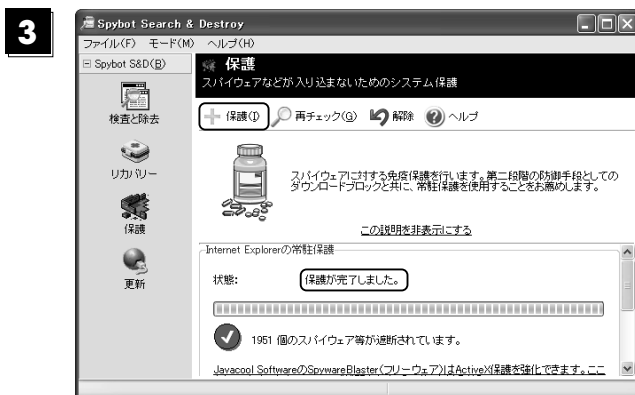 3
Spybot Search & Destroy
ファイル(F) モード(M) ヘルプ(H)
Spybot S&D(B)
検査と除去
リカバリー
保護
更新
保護
スパイウェアなどが入り込まないためのシステム保護
保護(I) 再チェック(G) 解除 ヘルプ
スパイウェアに対する免疫保護を行います。第二段階の防御手段としての
ダウンロードブロックと共に、常駐保護を使用することをお薦めします。
この説明を非表示にする
Internet Explorerの常駐保護
状態: 保護が完了しました。
1951 個のスパイウェア等が遮断されています。
Javacool SoftwareのSpywareBlaster(フリーウェア)はActiveX保護を強化できます。ここ